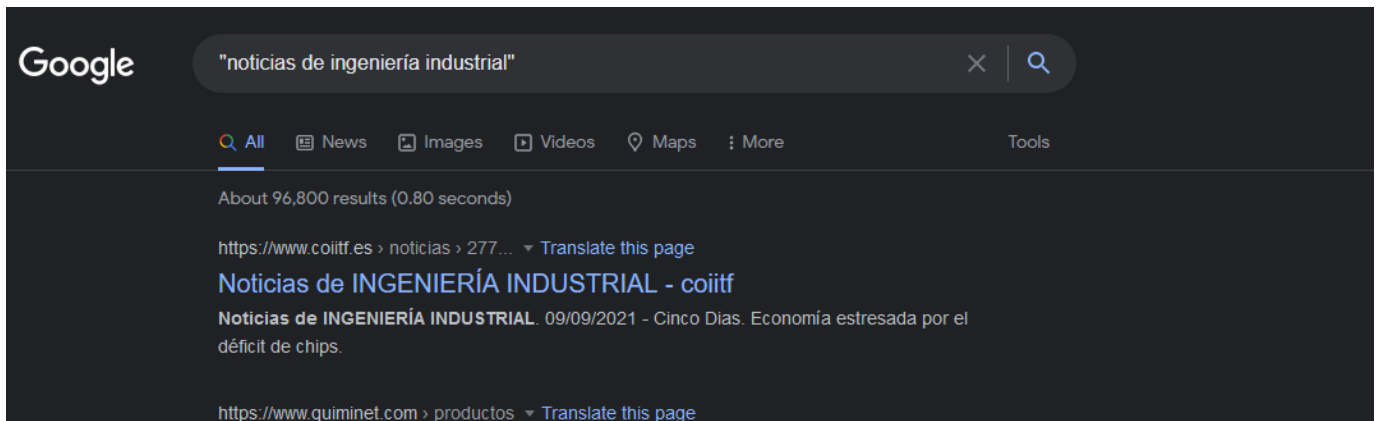 Google
"noticias de ingeniería industrial"
All News Images Videos Maps More Tools
About 96,800 results (0.80 seconds)
https://www.coiitf.es › noticias › 277... Translate this page
Noticias de INGENIERÍA INDUSTRIAL - coiitf
Noticias de INGENIERÍA INDUSTRIAL. 09/09/2021 - Cinco Dias. Economía estresada por el
déficit de chips.
https://www.quiminet.com › productos Translate this page